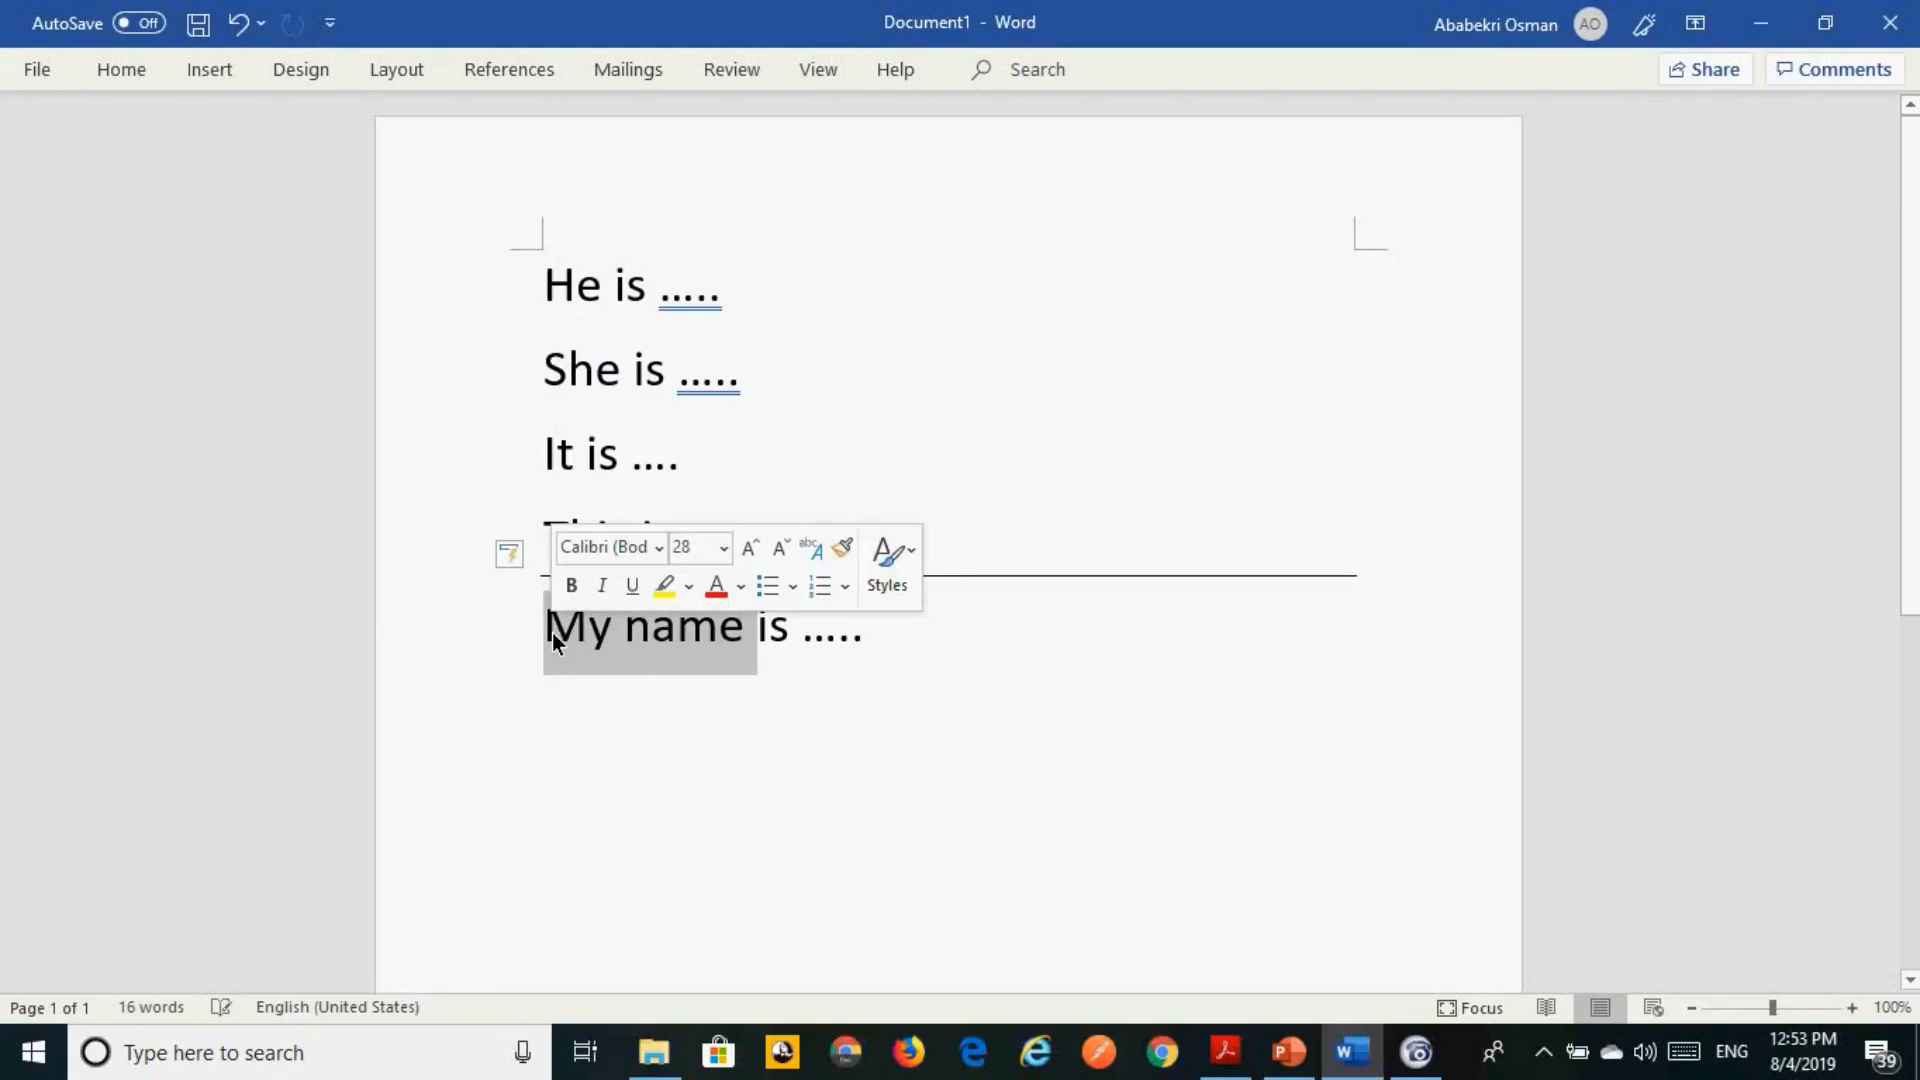 AutoSave Off
Document1 - Word
Ababekri Osman AO
File Home Insert Design Layout References Mailings Review View Help Search
Share Comments
He is .....
She is .....
It is ....
Calibri (Bod 28
B I U Styles
My name is .....
Page 1 of 1 16 words English (United States)
Focus 100%
Type here to search
ENG
12:53 PM
8/4/2019
39